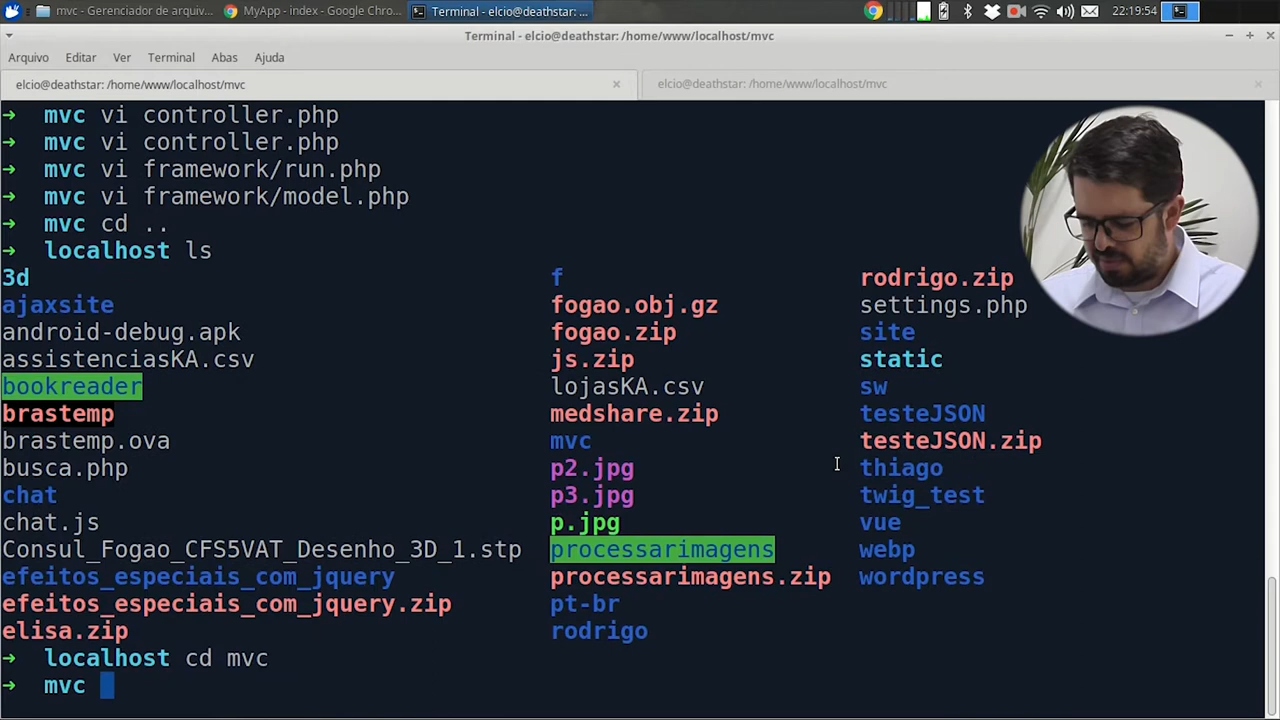 mvc - Gerenciador de arquiv... MyApp - index - Google Chro... Terminal - elcio@deathstar: ... 22:19:54
Terminal - elcio@deathstar: /home/www/localhost/mvc
Arquivo Editar Ver Terminal Abas Ajuda
elcio@deathstar: /home/www/localhost/mvc elcio@deathstar: /home/www/localhost/mvc
→ mvc vi controller.php
→ mvc vi controller.php
→ mvc vi framework/run.php
→ mvc vi framework/model.php
→ mvc cd ..
→ localhost ls
3d f rodrigo.zip
ajaxsite fogao.obj.gz settings.php
android-debug.apk fogao.zip site
assistenciasKA.csv js.zip static
bookreader lojasKA.csv sw
brastemp medshare.zip testeJSON
brastemp.ova mvc testeJSON.zip
busca.php p2.jpg thiago
chat p3.jpg twig_test
chat.js p.jpg vue
Consul_Fogao_CFS5VAT_Desenho_3D_1.stp processarimagens webp
efeitos_especiais_com_jquery processarimagens.zip wordpress
efeitos_especiais_com_jquery.zip pt-br
elisa.zip rodrigo
→ localhost cd mvc
→ mvc